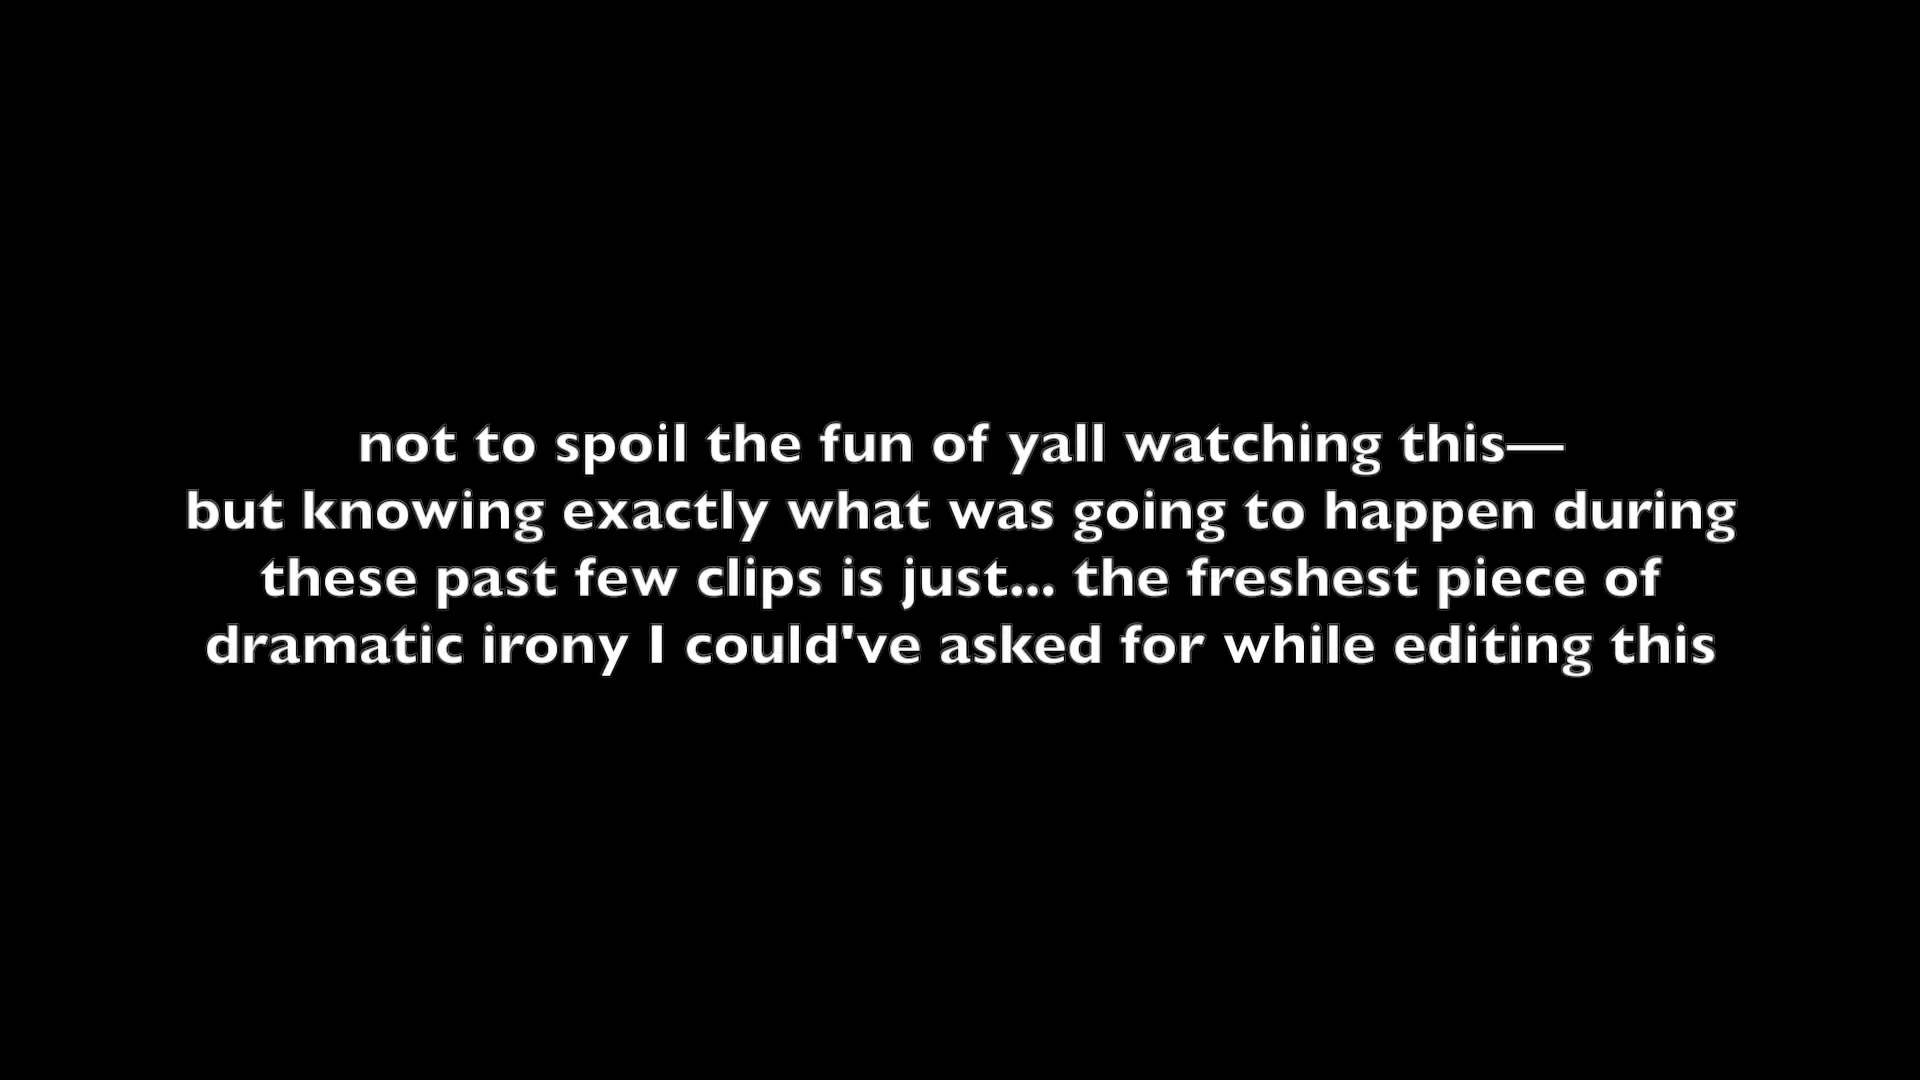 not to spoil the fun of yall watching this—
but knowing exactly what was going to happen during
these past few clips is just... the freshest piece of
dramatic irony I could've asked for while editing this